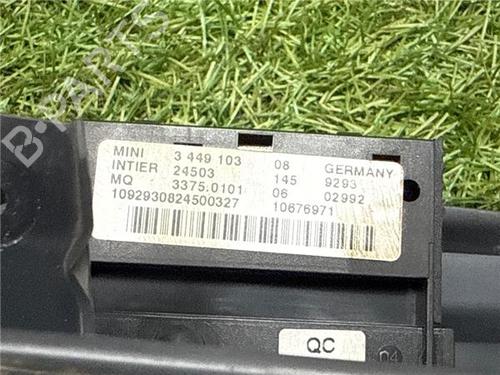 B-PARTS
MINI 3 449 103 08 GERMANY
INTIER 24503 145 9293
MQ 3375.0101 06 02992
1092930824500327 10676971
QC 04